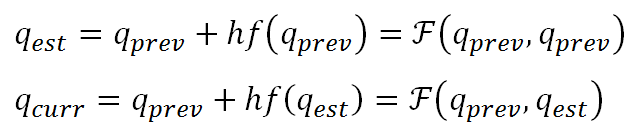 q_est = q_prev + hf(q_prev) = ℱ(q_prev, q_prev)
q_curr = q_prev + hf(q_est) = ℱ(q_prev, q_est)